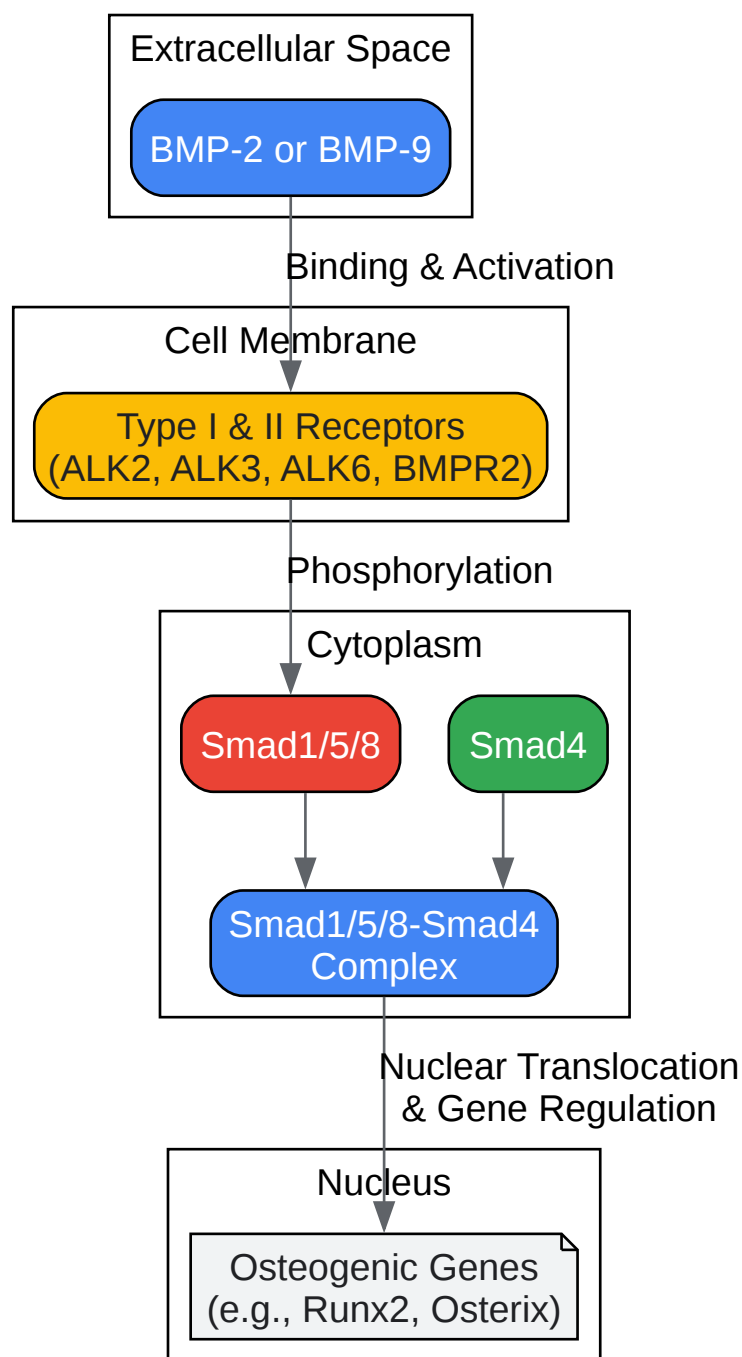 Extracellular Space
BMP-2 or BMP-9
Binding & Activation
Cell Membrane
Type I & II Receptors
(ALK2, ALK3, ALK6, BMPR2)
Phosphorylation
Cytoplasm
Smad1/5/8
Smad4
Smad1/5/8-Smad4
Complex
Nuclear Translocation
& Gene Regulation
Nucleus
Osteogenic Genes
(e.g., Runx2, Osterix)